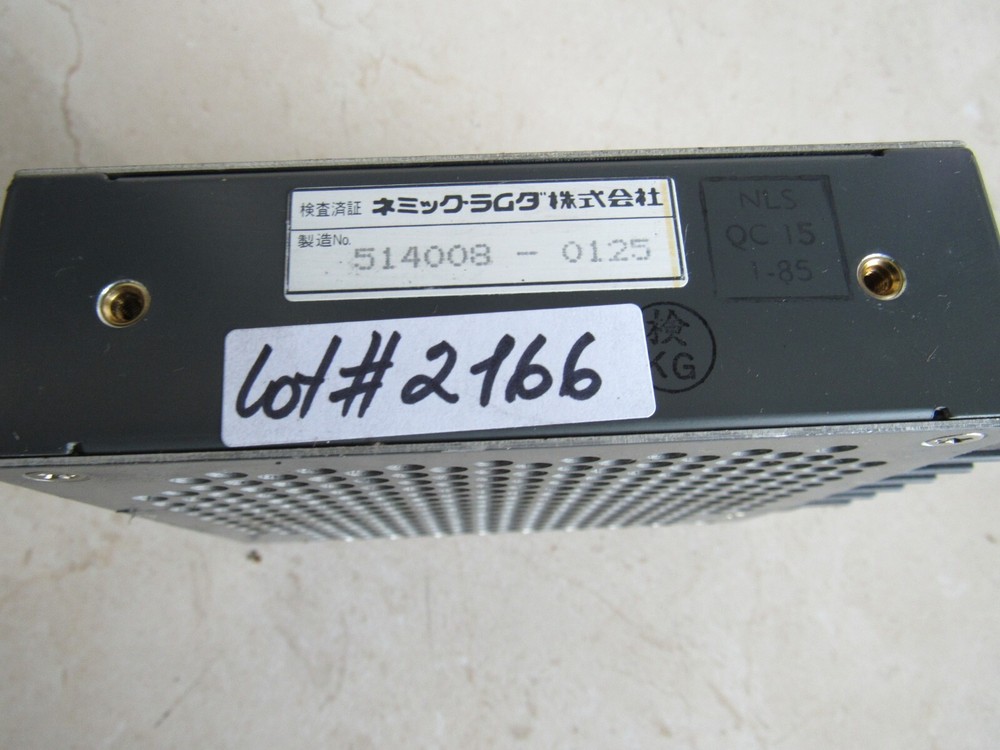 検査済証 ネミック・ラムダ株式会社
製造No. 514008 - 0125
NLS
QC 15
1-85
検
KG
Lot# 2166